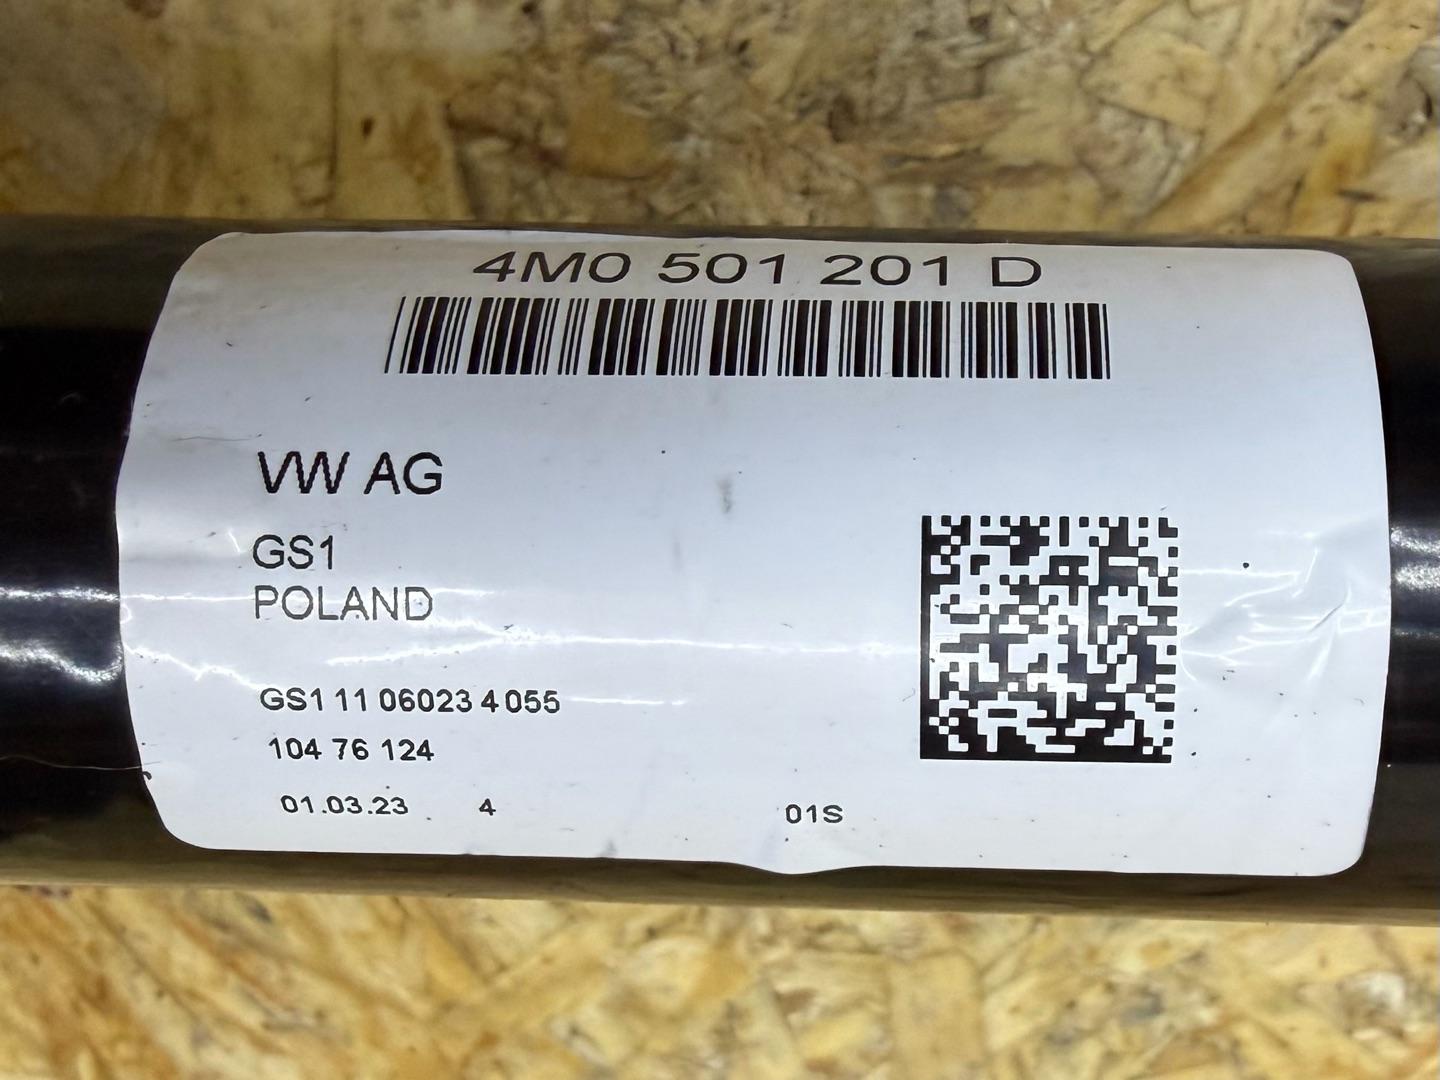 4M0 501 201 D
VW AG
GS1
POLAND
GS1 11 06023 4 055
104 76 124
01.03.23 4 01S